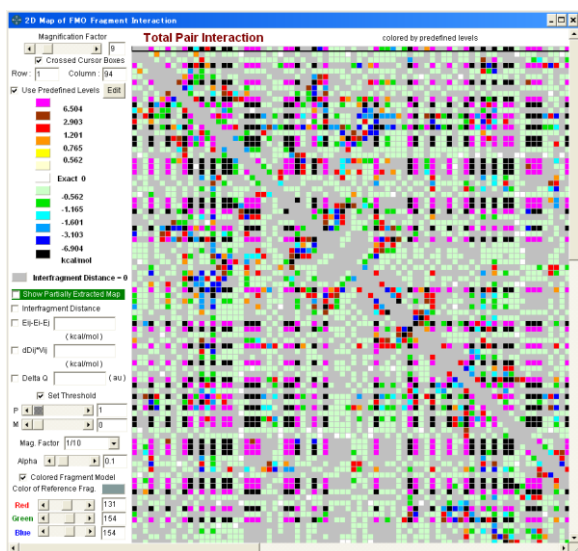 2D Map of FMO Fragment Interaction
Magnification Factor
9
Crossed Cursor Boxes
Row : 1 Column : 94
Use Predefined Levels Edit
6.504
2.903
1.201
0.765
0.562
Exact 0
-0.562
-1.165
-1.601
-3.103
-6.904
kcal/mol
Interfragment Distance = 0
Show Partially Extracted Map
Interfragment Distance
Eij-Ei-Ej
( kcal/mol )
dDij*Vij
( kcal/mol )
Delta Q ( au )
Set Threshold
P 1
M 8
Mag. Factor 1/10
Alpha 0.1
Colored Fragment Model
Color of Reference Frag.
Red 131
Green 154
Blue 154
Total Pair Interaction
colored by predefined levels